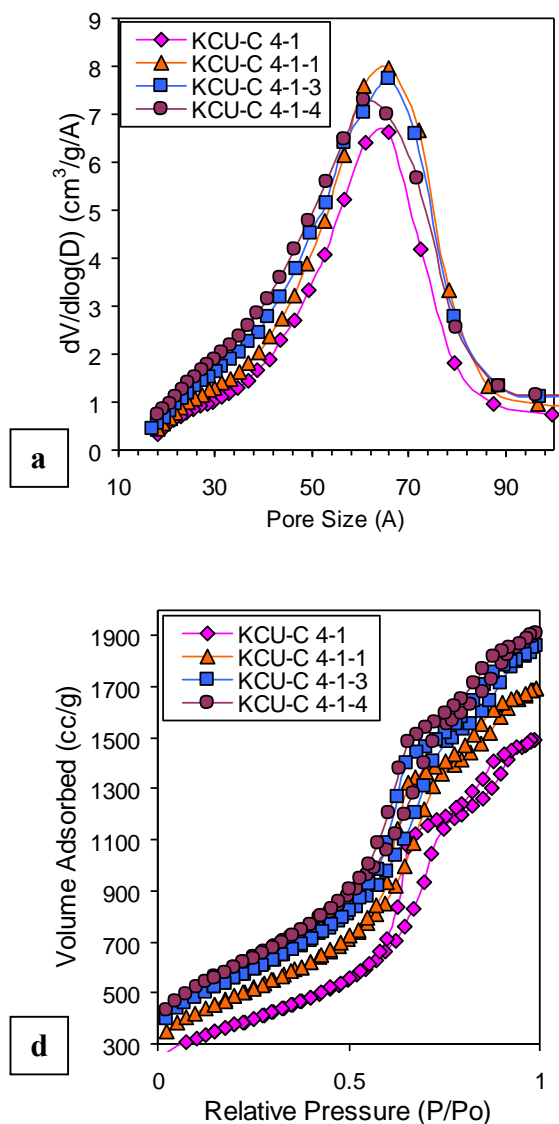 9
8
7
6
5
4
3
2
1
0
dV/dlog(D) (cm³/g/A)
KCU-C 4-1
KCU-C 4-1-1
KCU-C 4-1-3
KCU-C 4-1-4
10 30 50 70 90
Pore Size (A)
a
1900
1700
1500
1300
1100
900
700
500
300
Volume Adsorbed (cc/g)
KCU-C 4-1
KCU-C 4-1-1
KCU-C 4-1-3
KCU-C 4-1-4
0 0.5 1
Relative Pressure (P/Po)
d